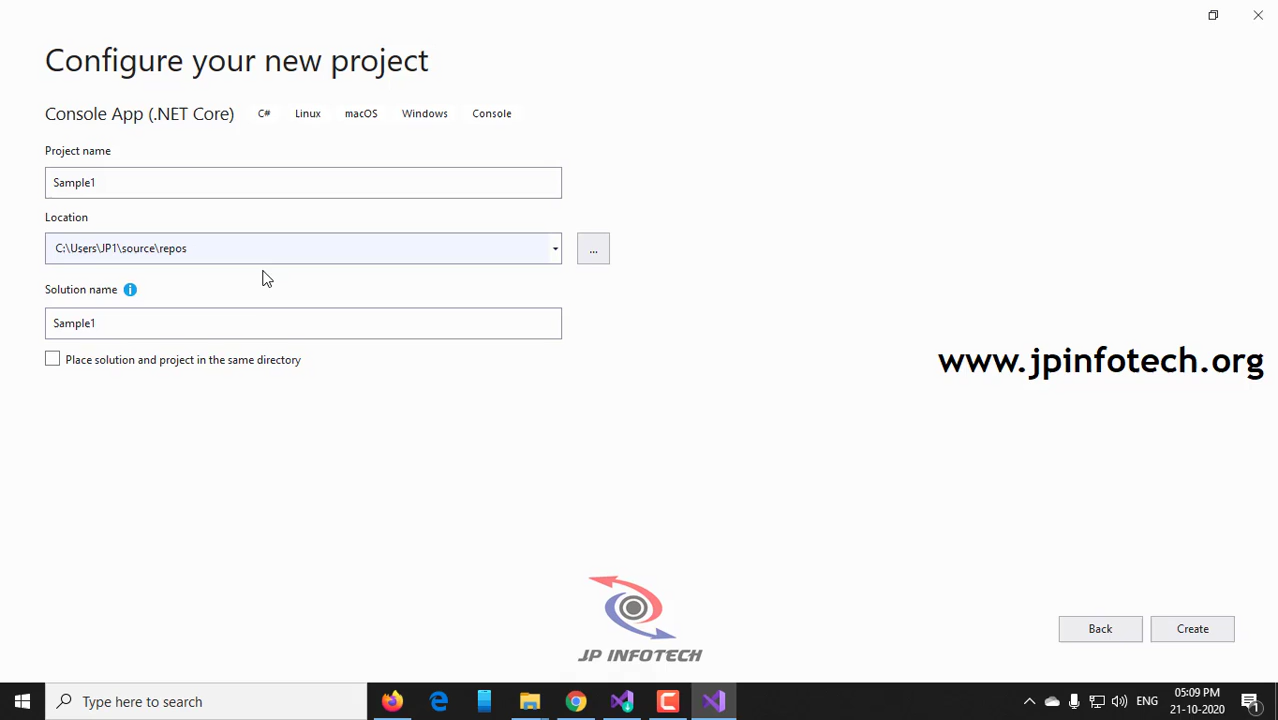 Configure your new project
Console App (.NET Core) C# Linux macOS Windows Console
Project name
Sample1
Location
C:\Users\JP1\source\repos
...
Solution name
Sample1
Place solution and project in the same directory
www.jpinfotech.org
JP INFOTECH
Back Create
Type here to search
ENG
05:09 PM
21-10-2020
1